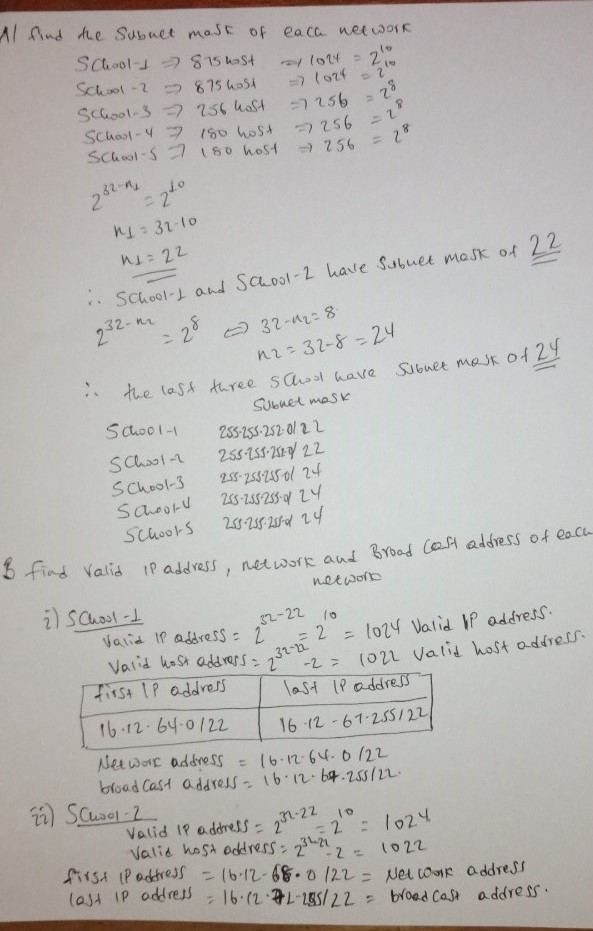 A/ find the Subnet mask of each network
School-1 => 875 host => 1024 = 2^10
School-2 => 875 host => 1024 = 2^10
School-3 => 256 host => 256 = 2^8
School-4 => 180 host => 256 = 2^8
School-5 => 180 host => 256 = 2^8
2^32-n1 = 2^10
n1 = 32-10
n1 = 22
∴ School-1 and School-2 have Subnet mask of 22
2^32-n2 = 2^8 <=> 32-n2 = 8
n2 = 32-8 = 24
∴ the last three School have Subnet mask of 24
Subnet mask
School-1 255.255.252.0/22
School-2 255.255.252.0/22
School-3 255.255.255.0/24
School-4 255.255.255.0/24
School-5 255.255.255.0/24
B find valid IP address, network and Broad Cast address of each
network
i) School-1
Valid IP address = 2^32-22 = 2^10 = 1024 Valid IP address.
Valid host address = 2^32-22 -2 = 1022 Valid host address.
first IP address last IP address
16.12.64.0/22 16.12.67.255/22
Network address = 16.12.64.0/22
broad Cast address = 16.12.67.255/22.
ii) School-2
Valid IP address = 2^32-22 = 2^10 = 1024
Valid host address = 2^32-22 -2 = 1022
first IP address = 16.12.68.0/22 = Network address
last IP address = 16.12.71.255/22 = broad cast address.